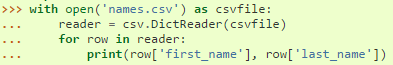 >>> with open('names.csv') as csvfile:
...     reader = csv.DictReader(csvfile)
...     for row in reader:
...         print(row['first_name'], row['last_name'])